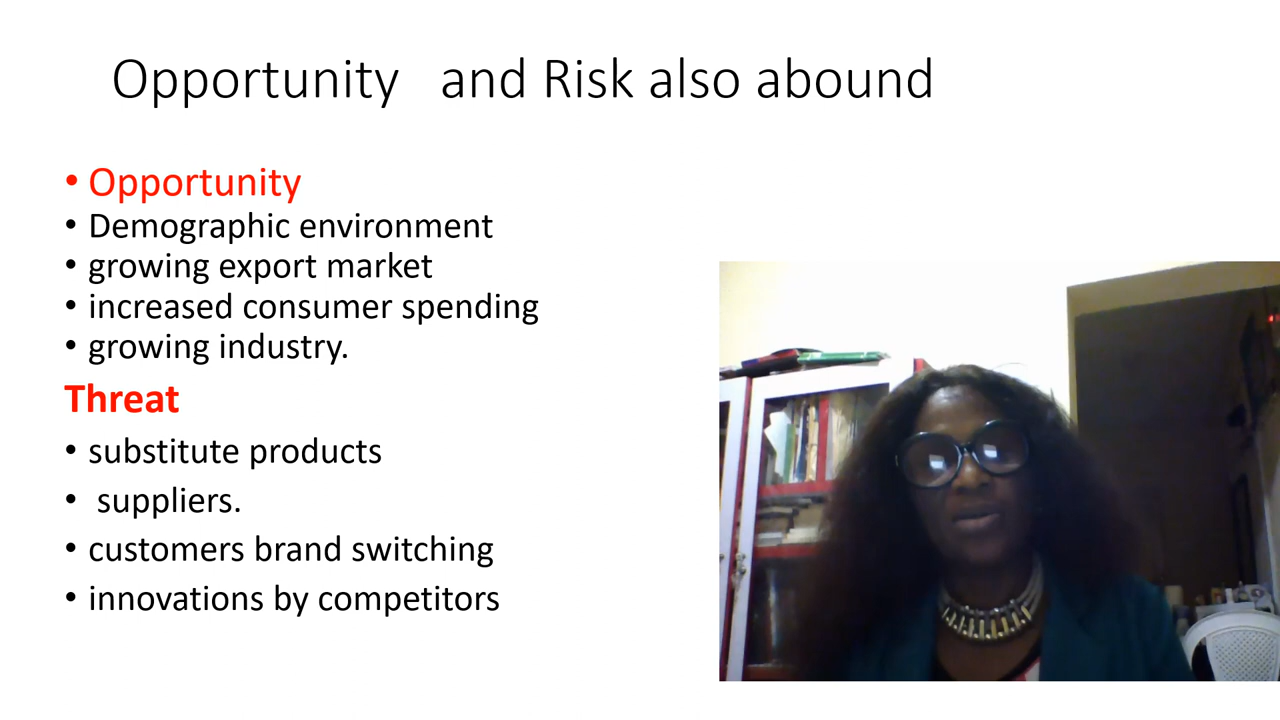 Opportunity and Risk also abound
• Opportunity
• Demographic environment
• growing export market
• increased consumer spending
• growing industry.
Threat
• substitute products
• suppliers.
• customers brand switching
• innovations by competitors